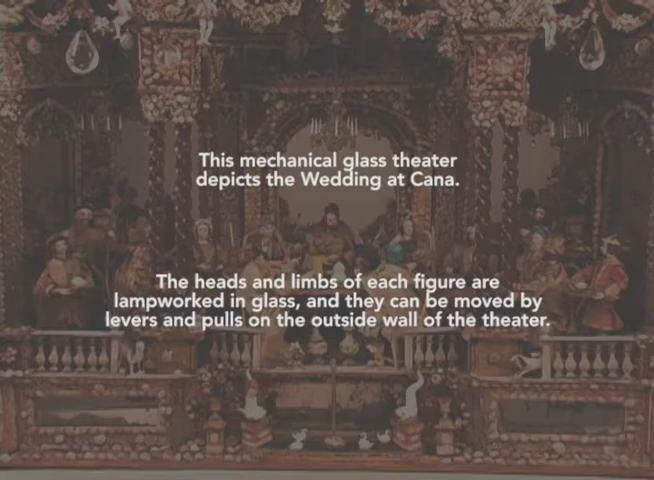 This mechanical glass theater
depicts the Wedding at Cana.
The heads and limbs of each figure are
lampworked in glass, and they can be moved by
levers and pulls on the outside wall of the theater.